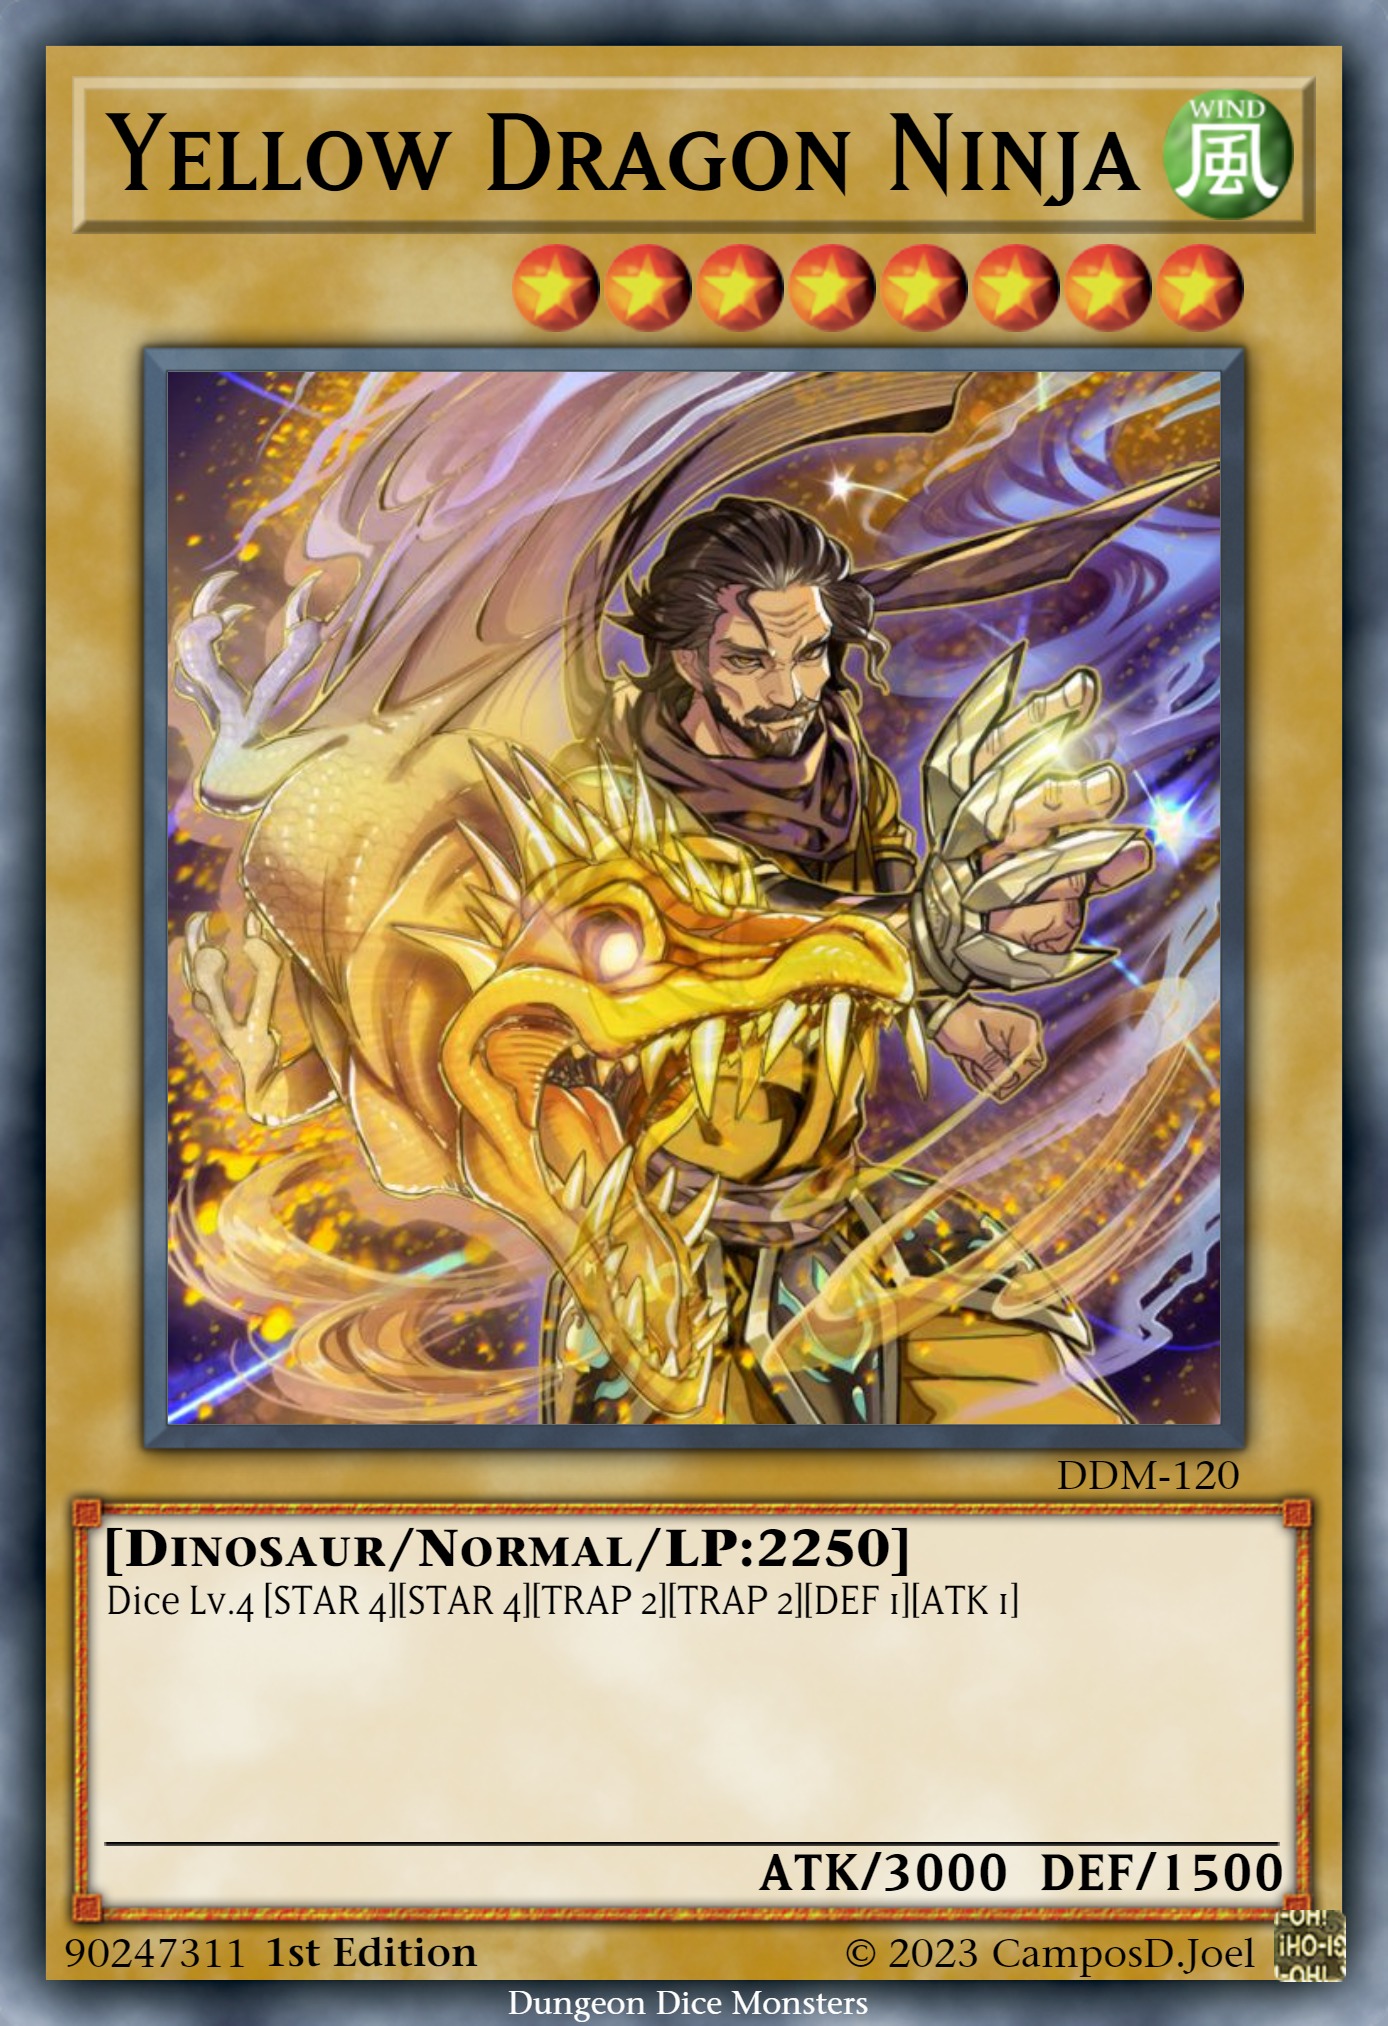 Yellow Dragon Ninja
WIND
風
DDM-120
[Dinosaur/Normal/LP:2250]
Dice Lv.4 [STAR 4][STAR 4][TRAP 2][TRAP 2][DEF 1][ATK 1]
ATK/3000 DEF/1500
90247311 1st Edition
© 2023 CamposD.Joel
Dungeon Dice Monsters